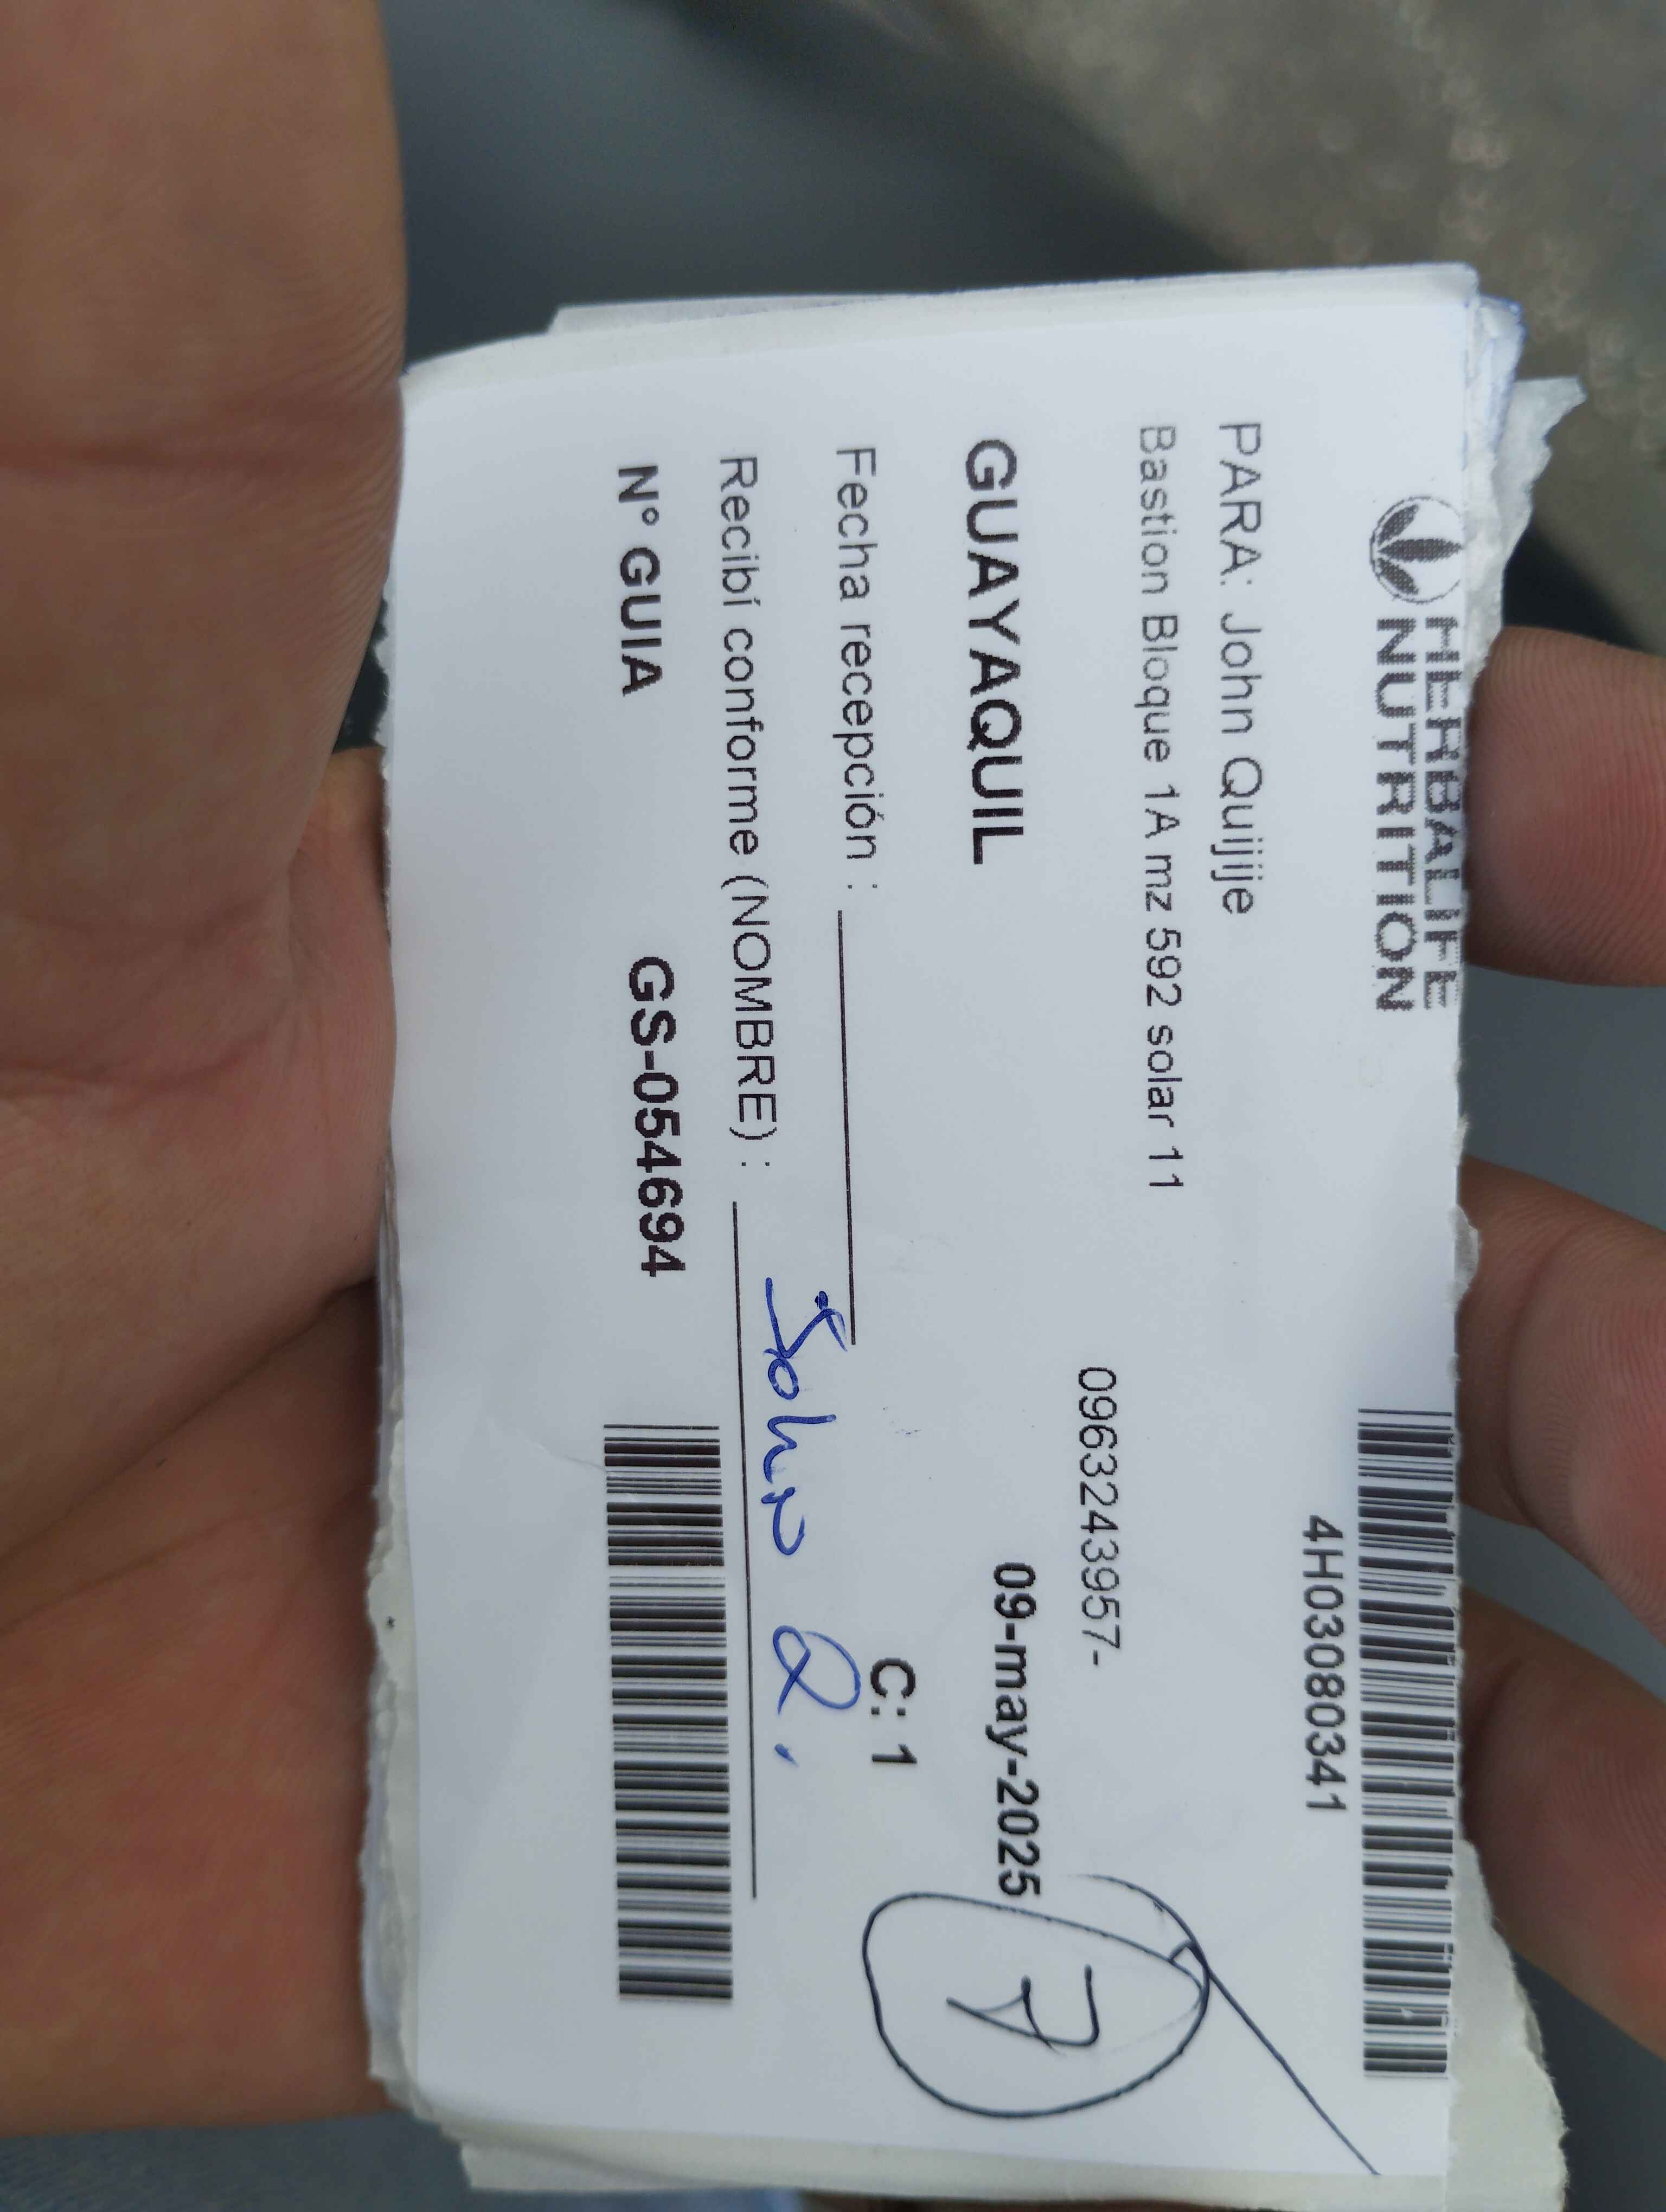 HERBALIFE
NUTRITION
4H03080341
PARA: John Quijije
Bastion Bloque 1A mz 592 solar 11
0963243957-
GUAYAQUIL
09-may-2025
7
Fecha recepción :
C: 1
Recibí conforme (NOMBRE) : John Q.
N° GUIA GS-054694